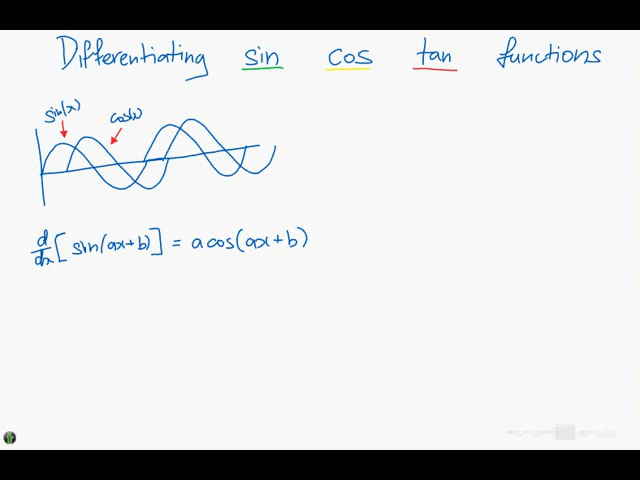 Differentiating sin cos tan functions
sin(x)
cos(x)
d/dx [sin(ax+b)] = a cos(ax+b)